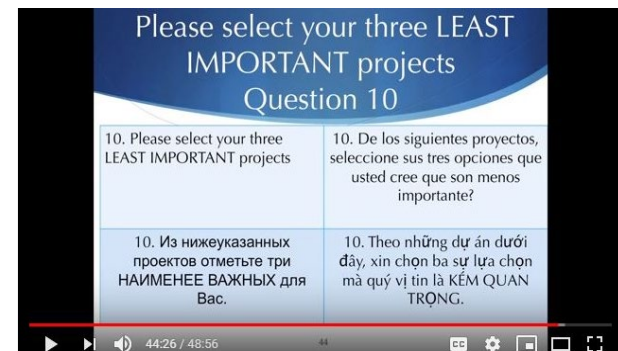 Please select your three LEAST
IMPORTANT projects
Question 10
10. Please select your three
LEAST IMPORTANT projects
10. De los siguientes proyectos,
seleccione sus tres opciones que
usted cree que son menos
importante?
10. Из нижеуказанных
проектов отметьте три
НАИМЕНЕЕ ВАЖНЫХ для
Вас.
10. Theo những dự án dưới
đây, xin chọn ba sự lựa chọn
mà quý vị tin là KÉM QUAN
TRỌNG.
44:26 / 48:56
44
CC